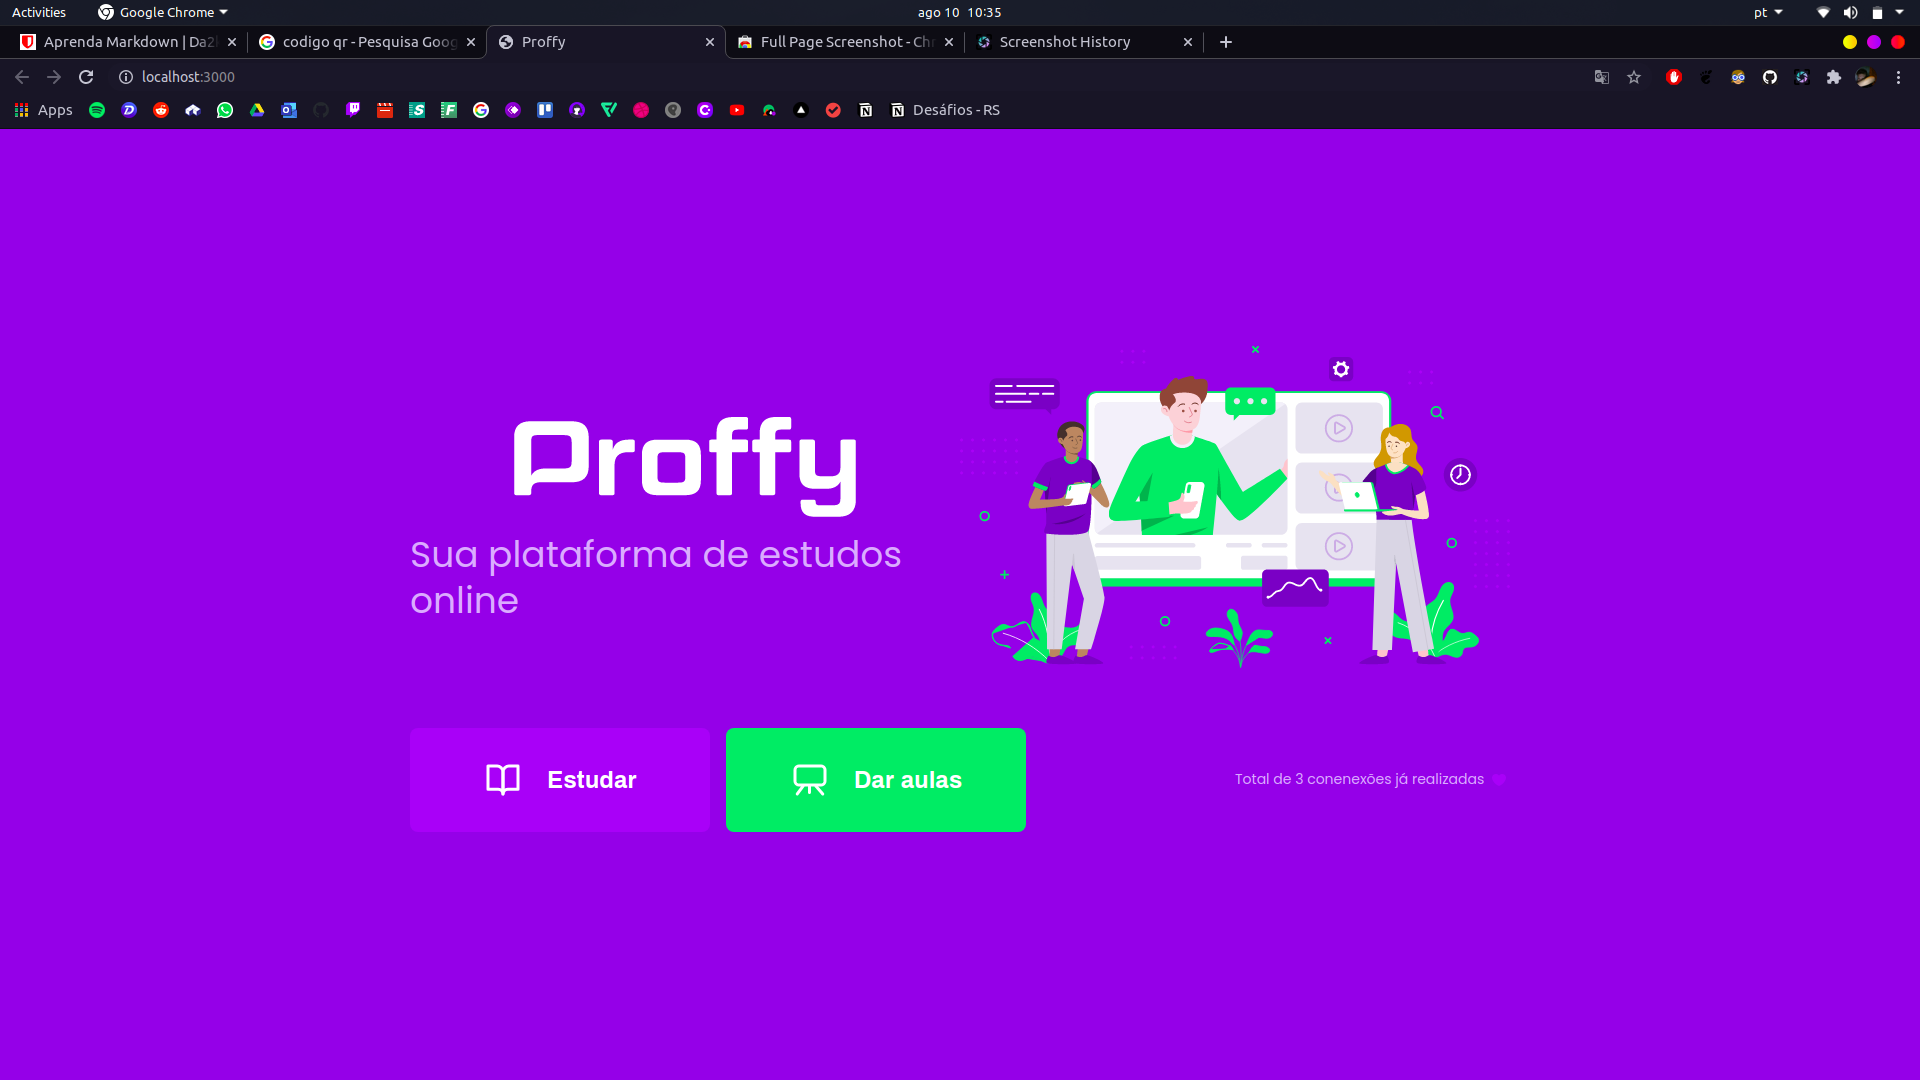 Activities
Google Chrome
ago 10 10:35
pt
Aprenda Markdown | Da2
codigo qr - Pesquisa Goog
Proffy
Full Page Screenshot - Chr
Screenshot History
localhost:3000
Apps
Desáfios - RS
Proffy
Sua plataforma de estudos
online
Estudar
Dar aulas
Total de 3 conenexões já realizadas